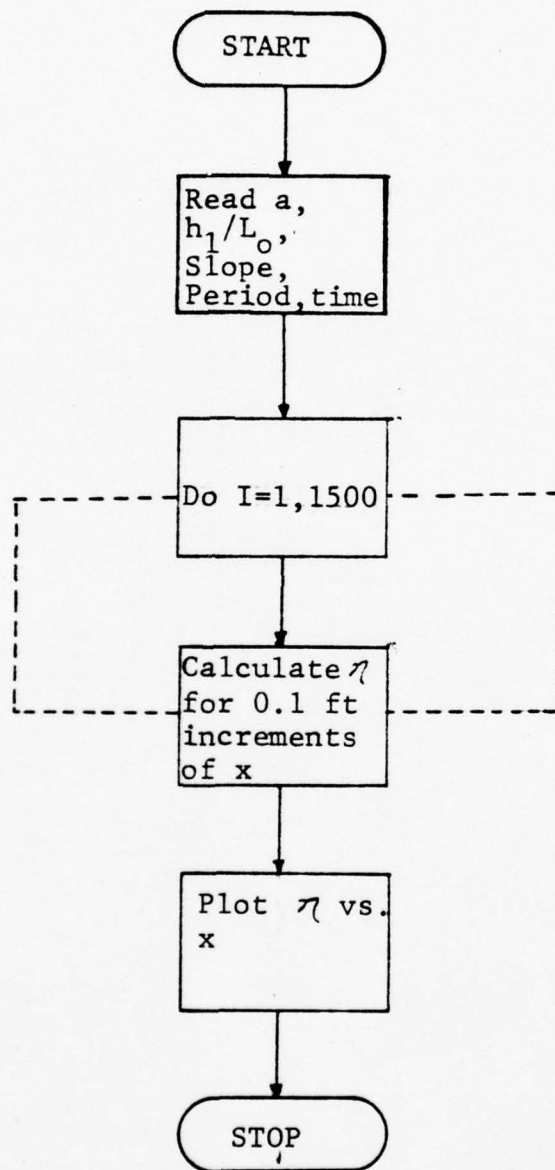 START
Read a,
h₁/Lₒ,
Slope,
Period,time
Do I=1,1500
Calculate η
for 0.1 ft
increments
of x
Plot η vs.
x
STOP